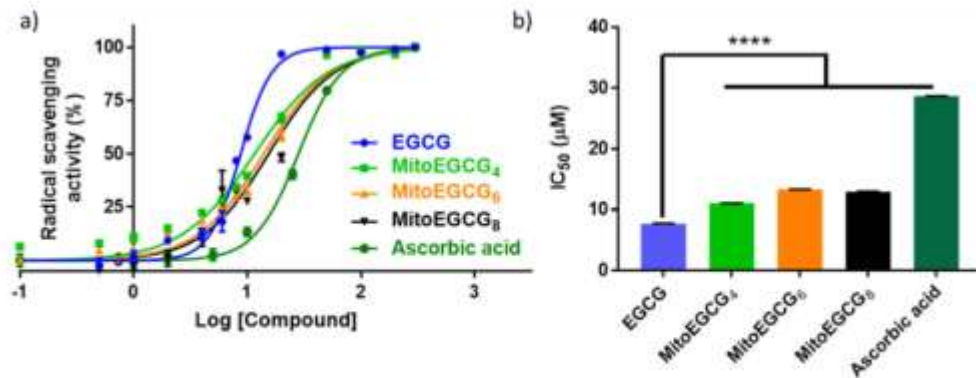 a)
Radical scavenging
activity (%)
100
75
50
25
-1
0
1
2
3
Log [Compound]
EGCG
MitoEGCG₄
MitoEGCG₆
MitoEGCG₈
Ascorbic acid
b)
IC₅₀ (µM)
40
30
20
10
0
****
EGCG
MitoEGCG₄
MitoEGCG₆
MitoEGCG₈
Ascorbic acid